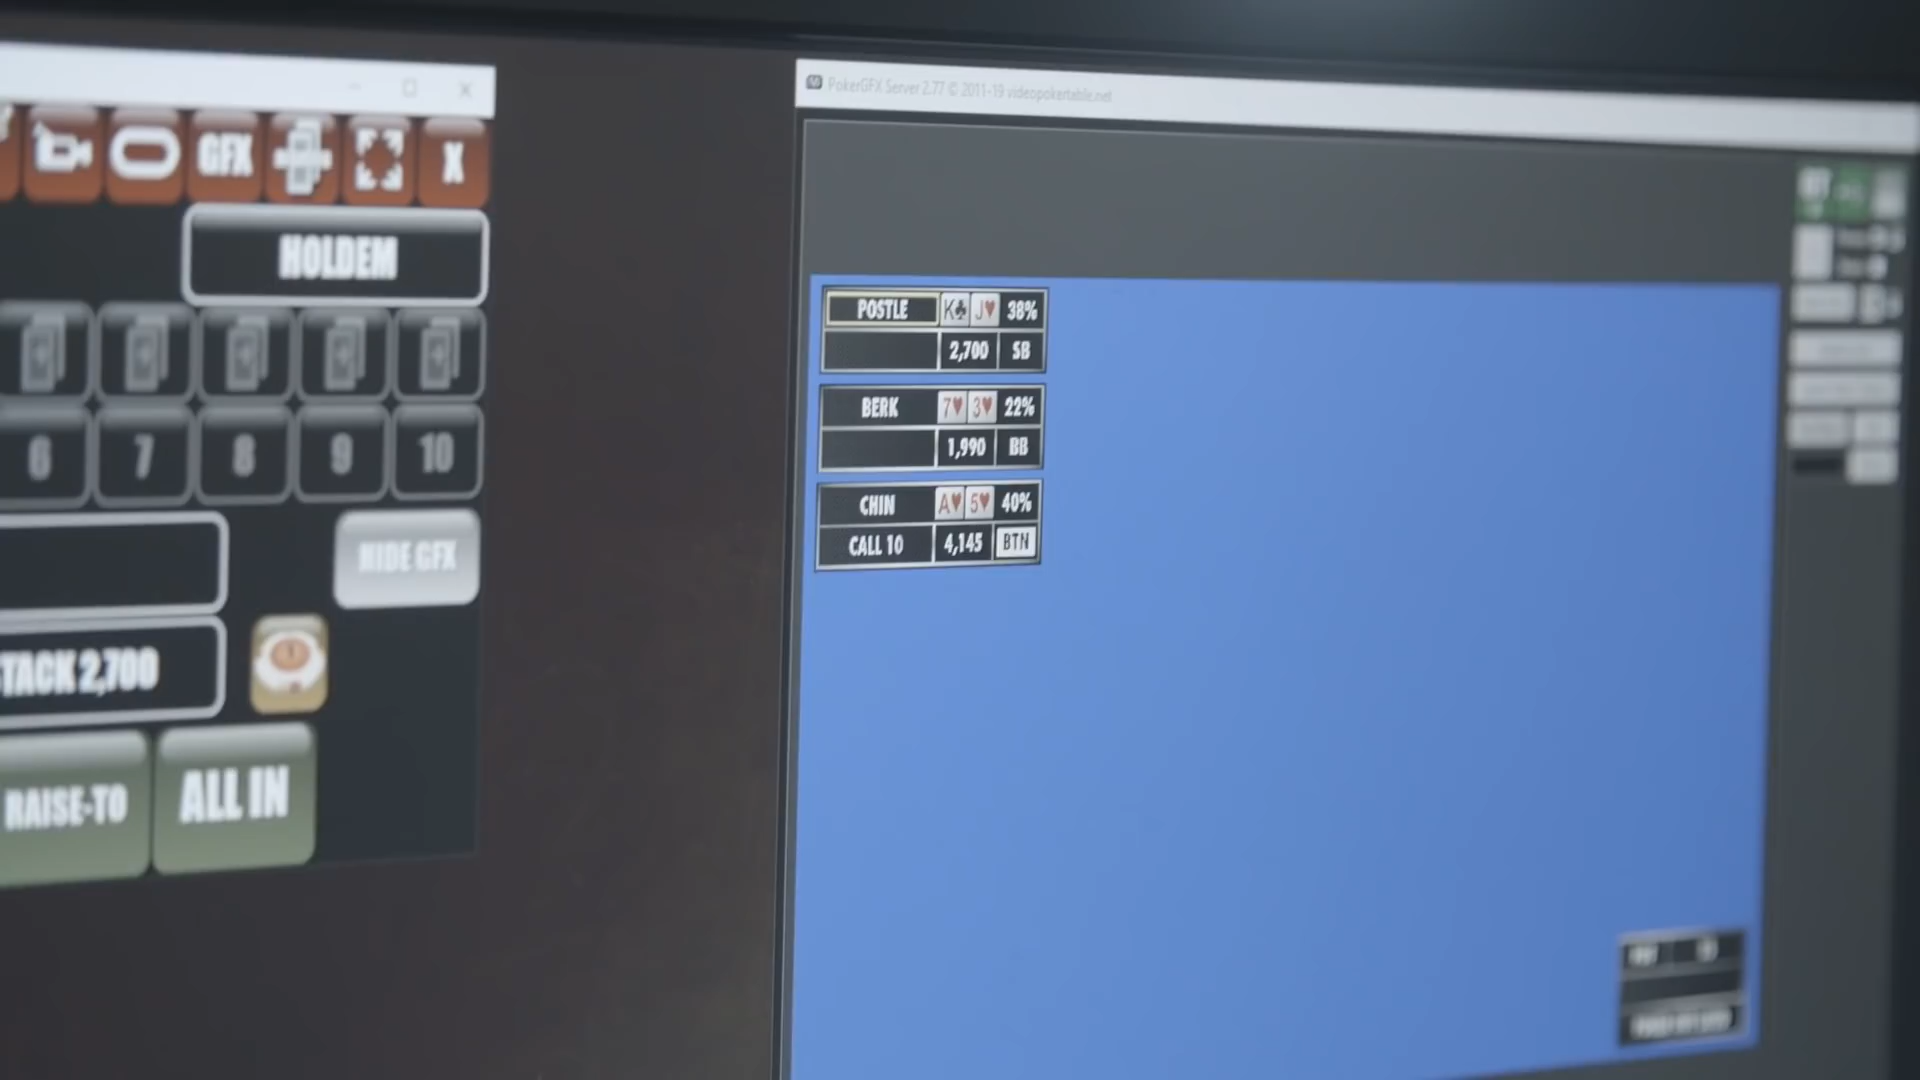 GFX
X
HOLDEM
6 7 8 9 10
HIDE GFX
TACK 2,700
RAISE-TO
ALL IN
PokerGFX Server 2.77 © 2011-19 videopokertable.net
POSTLE K♣ J♥ 38%
2,700 SB
BERK 7♥ 3♥ 22%
1,990 BB
CHIN A♥ 5♥ 40%
CALL 10 4,145 BTN